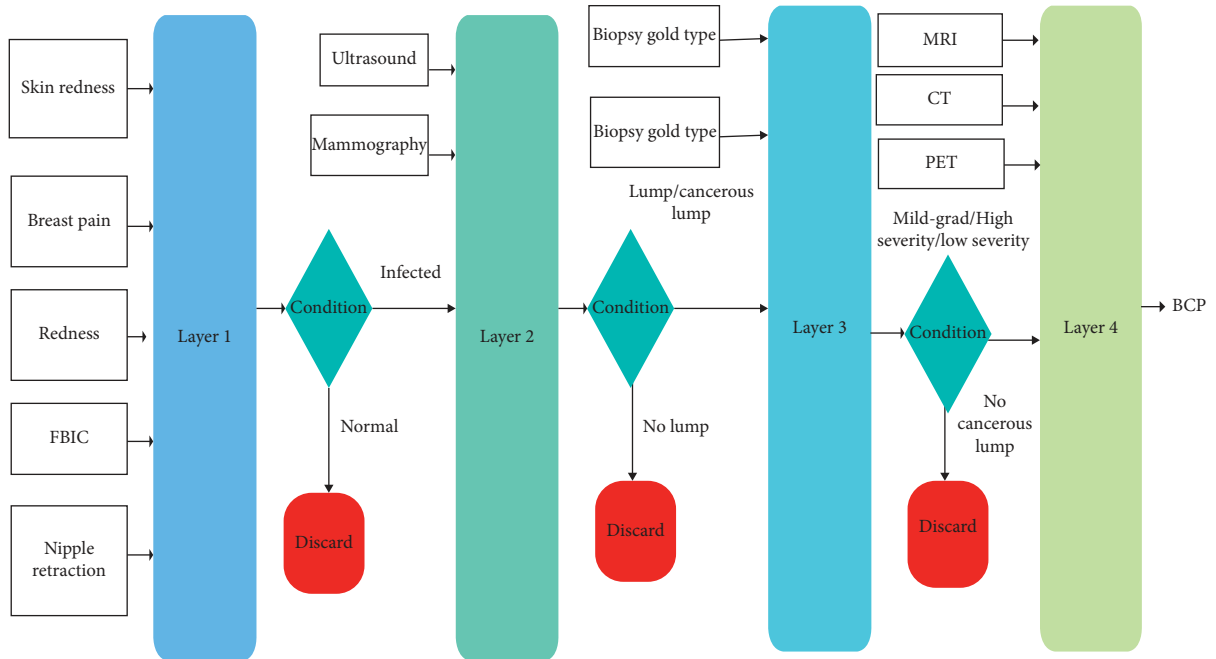 Skin redness
Breast pain
Redness
FBIC
Nipple
retraction
Layer 1
Condition
Infected
Normal
Discard
Ultrasound
Mammography
Layer 2
Condition
Lump/cancerous
lump
No lump
Discard
Biopsy gold type
Biopsy gold type
Layer 3
Condition
Mild-grad/High
severity/low severity
No
cancerous
lump
Discard
MRI
CT
PET
Layer 4
BCP